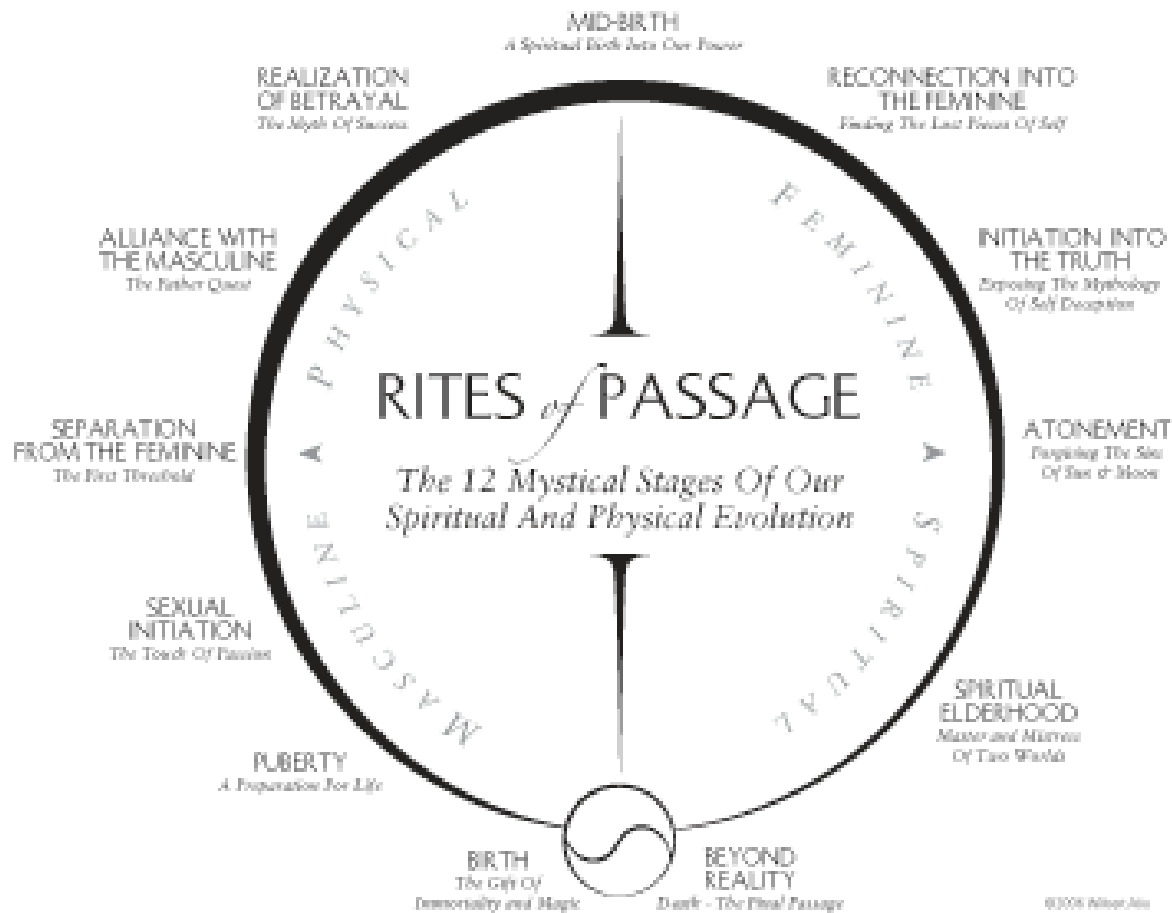 MID-BIRTH
A Spiritual Birth Into Our Power
REALIZATION
OF BETRAYAL
The Myth Of Success
RECONNECTION INTO
THE FEMININE
Finding The Lost Pieces Of Self
ALLIANCE WITH
THE MASCULINE
The Father Quest
INITIATION INTO
THE TRUTH
Exposing The Mythology
Of Self Deception
PHYSICAL
FEMININE
RITES of PASSAGE
The 12 Mystical Stages Of Our
Spiritual And Physical Evolution
SEPARATION
FROM THE FEMININE
The First Threshold
ATONEMENT
Forgiving The Sins
Of Sun & Moon
MASCULINE
SPIRITUAL
SEXUAL
INITIATION
The Touch Of Passion
SPIRITUAL
ELDERHOOD
Master and Mistress
Of Two Worlds
PUBERTY
A Preparation For Life
BIRTH
The Gift Of
Immortality and Magic
BEYOND
REALITY
Death - The Final Passage